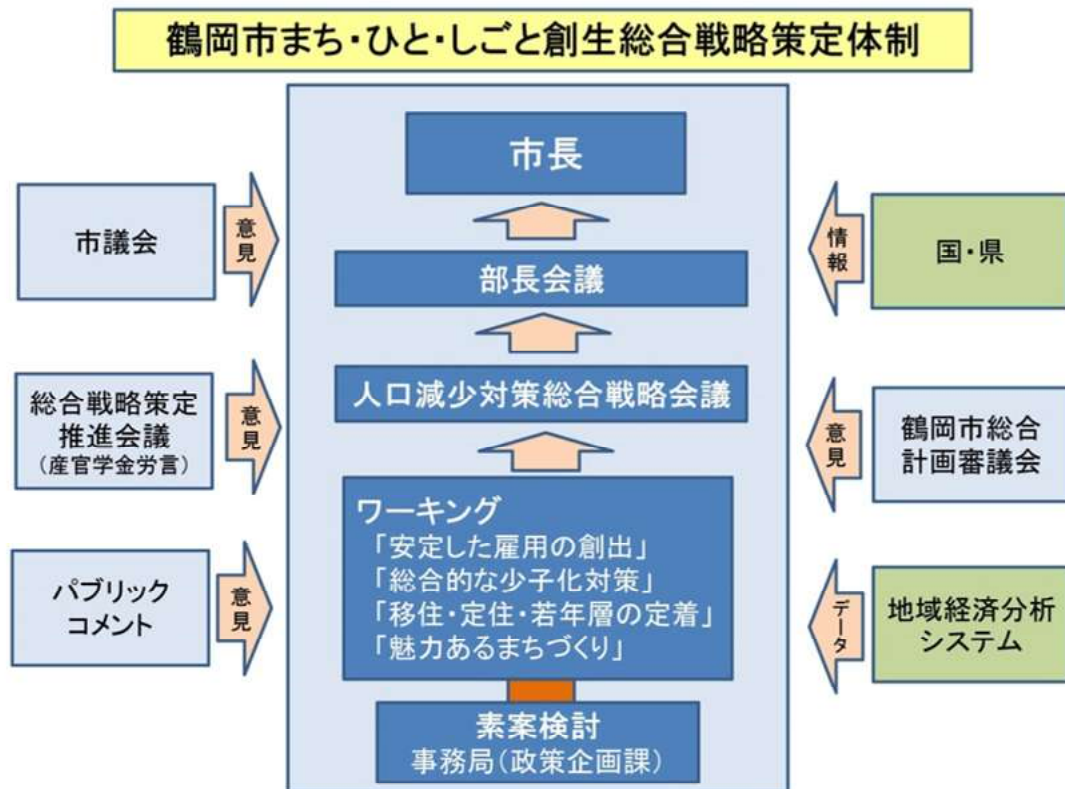 鶴岡市まち・ひと・しごと創生総合戦略策定体制
市長
市議会
意見
情報
国・県
部長会議
総合戦略策定
推進会議
（産官学金労言）
意見
人口減少対策総合戦略会議
意見
鶴岡市総合
計画審議会
ワーキング
「安定した雇用の創出」
「総合的な少子化対策」
「移住・定住・若年層の定着」
「魅力あるまちづくり」
パブリック
コメント
意見
データ
地域経済分析
システム
素案検討
事務局（政策企画課）